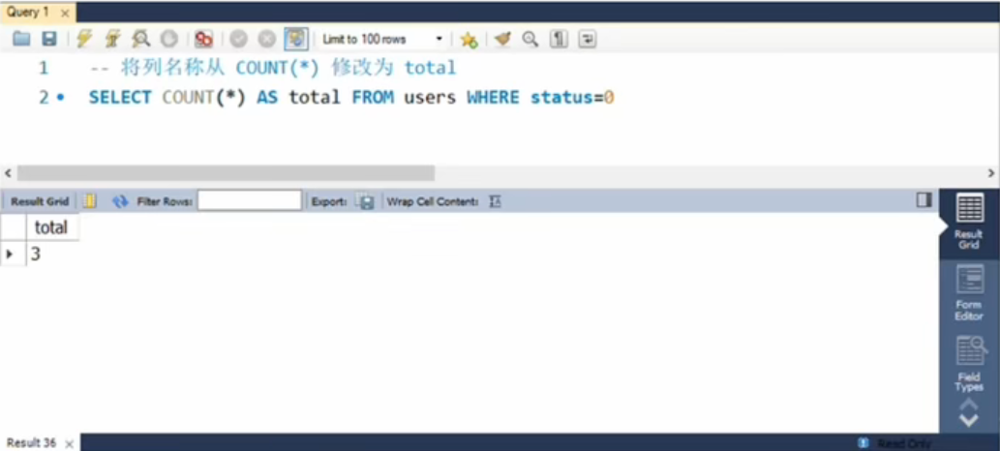 Query 1
Limit to 100 rows
1 -- 将列名称从 COUNT(*) 修改为 total
2 SELECT COUNT(*) AS total FROM users WHERE status=0
Result Grid Filter Rows: Export: Wrap Cell Content:
total
3
Result
Grid
Form
Editor
Field
Types
Result 36 Read Only